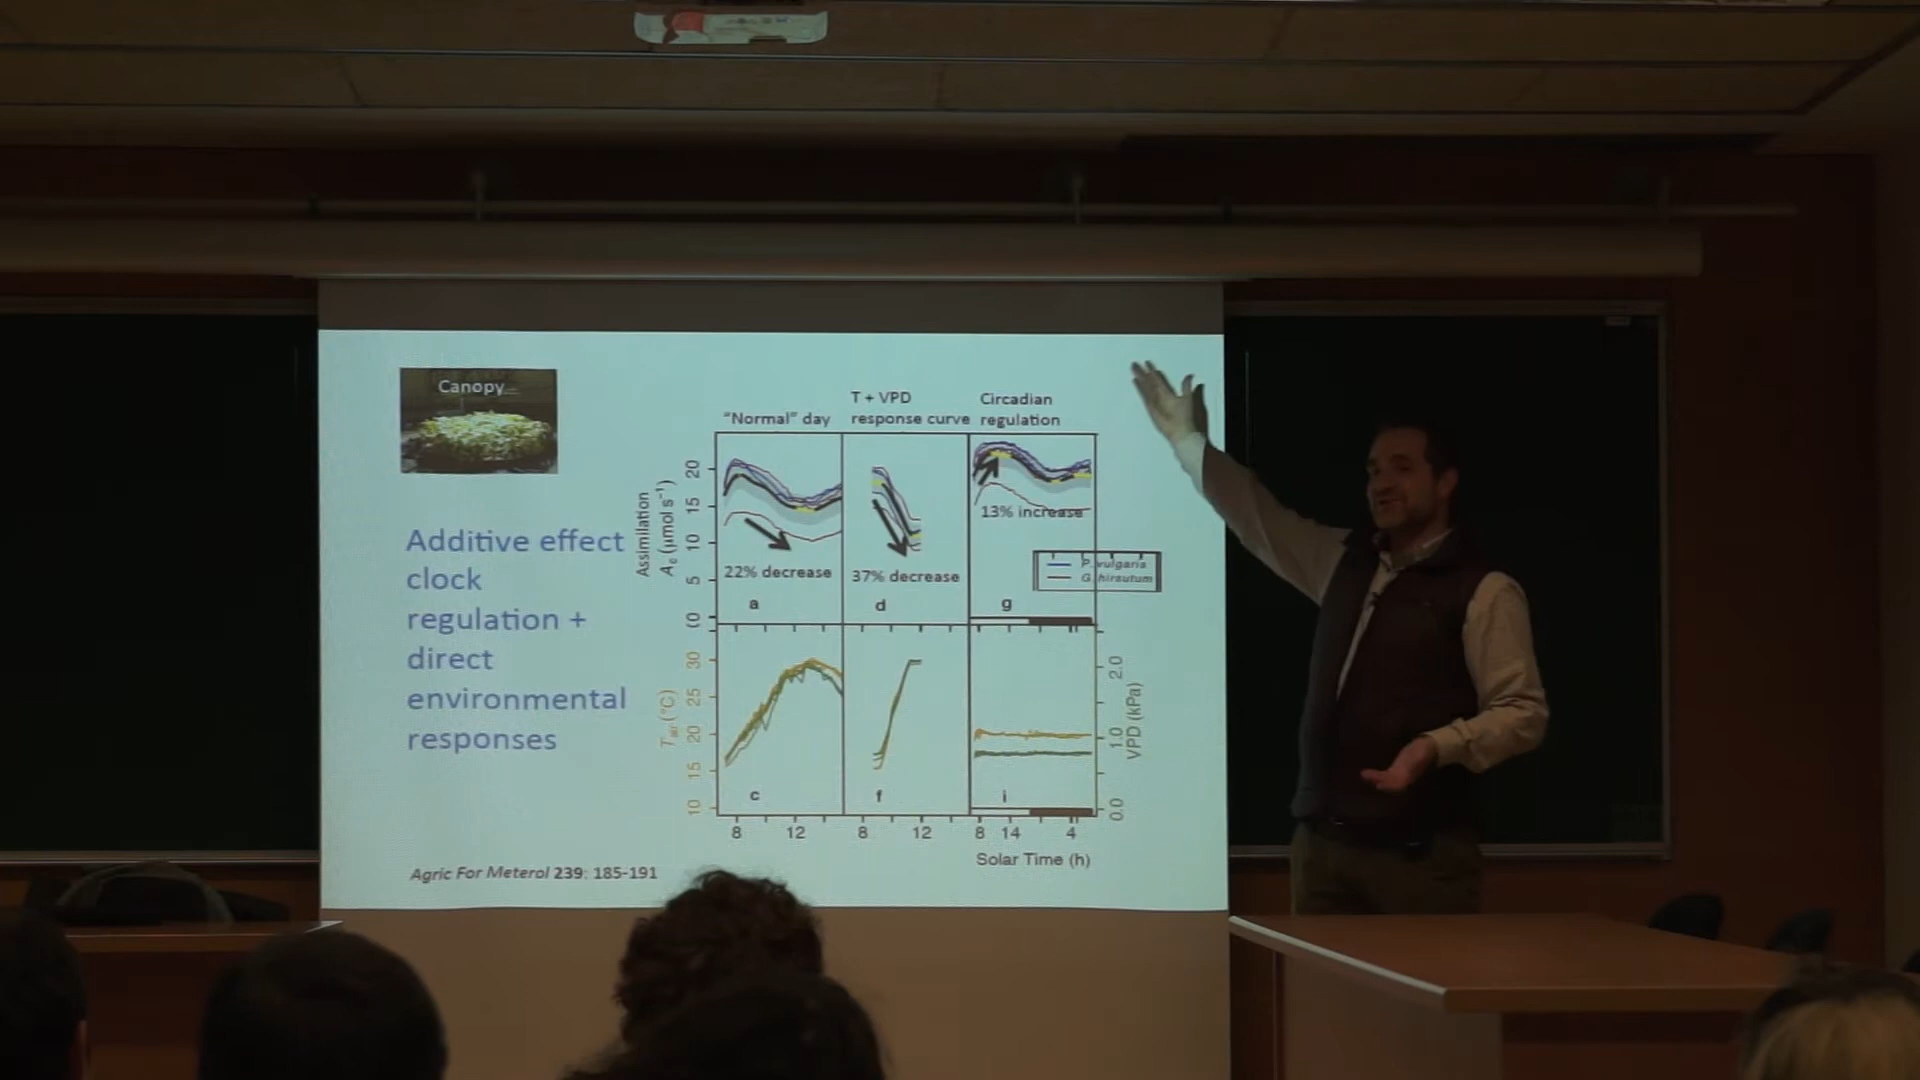 Canopy
Additive effect
clock
regulation +
direct
environmental
responses
"Normal" day
T + VPD
response curve
Circadian
regulation
Assimilation
Ac (μmol s⁻¹)
20
15
10
5
0
22% decrease
a
37% decrease
d
13% increase
g
P. vulgaris
G. hirsutum
Tair (°C)
30
25
20
15
10
c
f
i
2.0
1.0
0.0
VPD (kPa)
8 12 8 12 8 14 4
Solar Time (h)
Agric For Meterol 239: 185-191